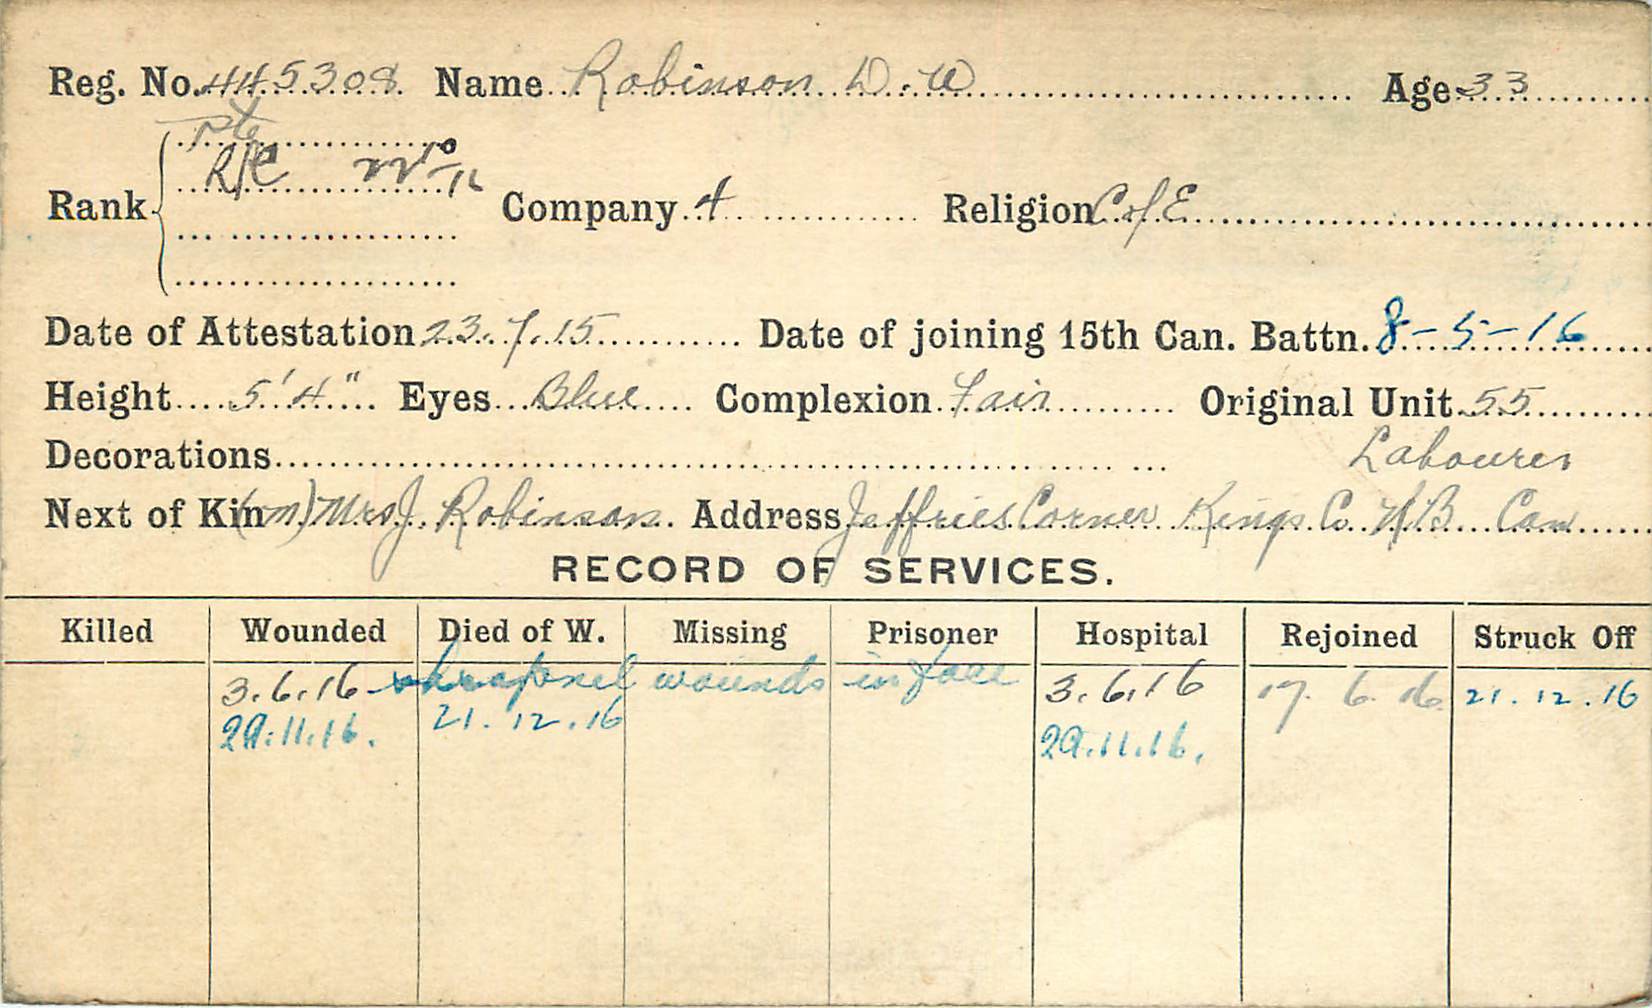 Reg. No. 445308 Name Robinson D. W Age 33
Pte
Rank Company 4 Religion C. of E.
Date of Attestation 23.7.15 Date of joining 15th Can. Battn. 8-5-16
Height 5'4" Eyes Blue Complexion Fair Original Unit 55
Decorations Labourer
Next of Kin (m) Mrs J. Robinson. Address Jeffries Corner Kings Co. N.B. Can
RECORD OF SERVICES.
Killed Wounded Died of W. Missing Prisoner Hospital Rejoined Struck Off
3.6.16 shrapnel wounds in face 3.6.16 17.6.16 21.12.16
29.11.16. 21.12.16 29.11.16.